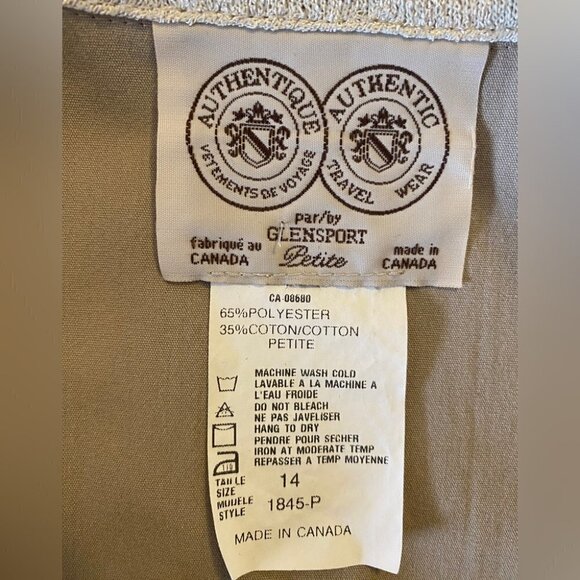 AUTHENTIQUE
VETEMENTS DE VOYAGE
AUTHENTIC
TRAVEL WEAR
par/by
GLENSPORT
Petite
fabriqué au
CANADA
made in
CANADA
CA-08680
65%POLYESTER
35%COTON/COTTON
PETITE
MACHINE WASH COLD
LAVABLE A LA MACHINE A
L'EAU FROIDE
DO NOT BLEACH
NE PAS JAVELISER
HANG TO DRY
PENDRE POUR SECHER
IRON AT MODERATE TEMP
REPASSER A TEMP MOYENNE
TAILLE
SIZE 14
MODELE
STYLE 1845-P
MADE IN CANADA